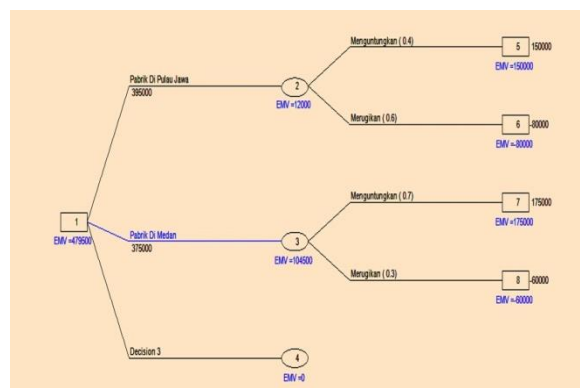 Menguntungkan ( 0.4)
5
150000
EMV =150000
Pabrik Di Pulau Jawa
395000
2
EMV =12000
Merugikan ( 0.6)
6
-80000
EMV =-80000
Menguntungkan ( 0.7)
7
175000
EMV =175000
1
EMV =479500
Pabrik Di Medan
375000
3
EMV =104500
Merugikan ( 0.3)
8
-60000
EMV =-60000
Decision 3
4
EMV =0